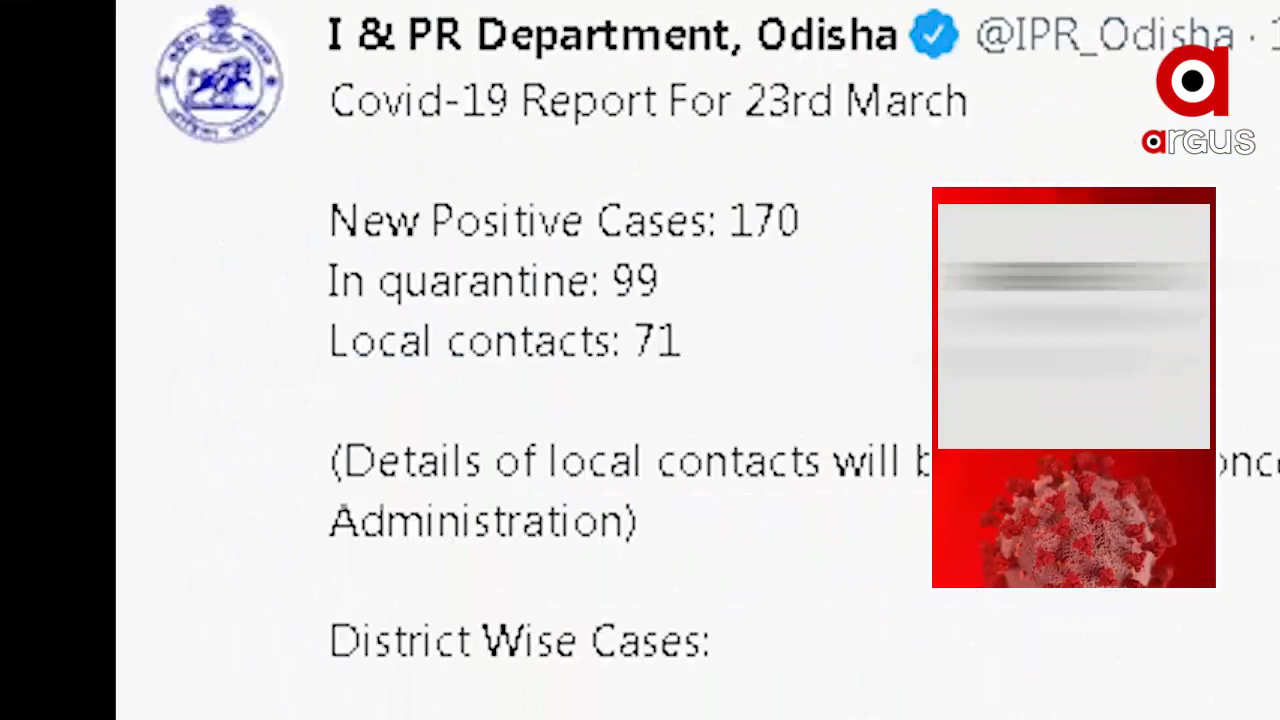 I & PR Department, Odisha @IPR_Odisha ·
Covid-19 Report For 23rd March
argus
New Positive Cases: 170
In quarantine: 99
Local contacts: 71
(Details of local contacts will
Administration)
District Wise Cases: